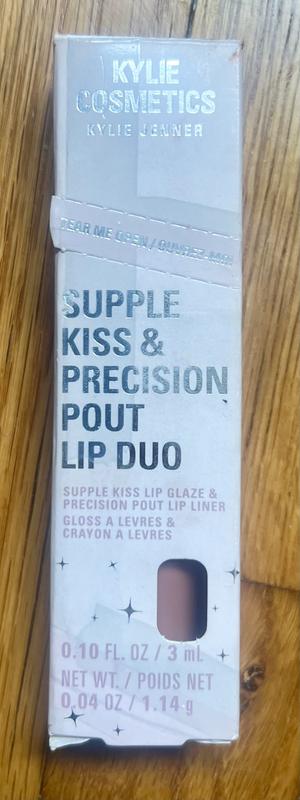 KYLIE
COSMETICS
KYLIE JENNER
TEAR ME OPEN / OUVREZ-MOI
SUPPLE
KISS &
PRECISION
POUT
LIP DUO
SUPPLE KISS LIP GLAZE &
PRECISION POUT LIP LINER
GLOSS A LEVRES &
CRAYON A LEVRES
0.10 FL. OZ / 3 mL
NET WT. / POIDS NET
0.04 OZ / 1.14 g